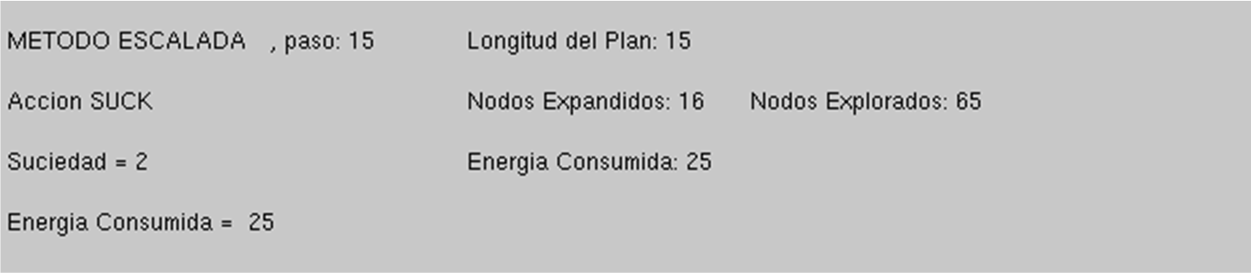 METODO ESCALADA , paso: 15 Longitud del Plan: 15
Accion SUCK Nodos Expandidos: 16 Nodos Explorados: 65
Suciedad = 2 Energia Consumida: 25
Energia Consumida = 25